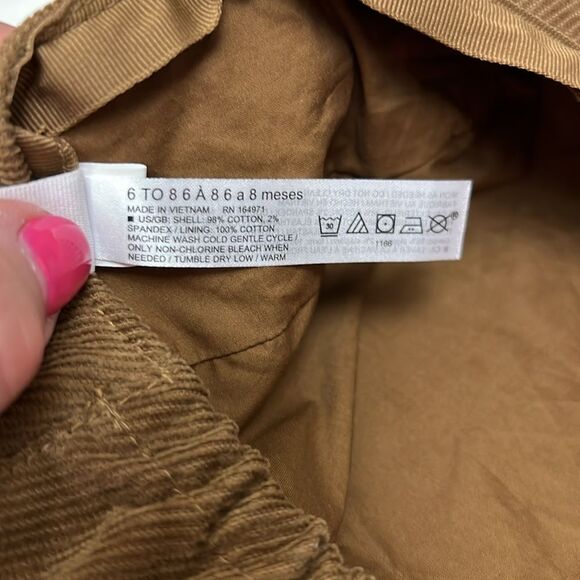 6 TO 8 6 À 8 6 a 8 meses
MADE IN VIETNAM RN 164971
■ US/GB: SHELL: 98% COTTON, 2%
SPANDEX / LINING: 100% COTTON
MACHINE WASH COLD GENTLE CYCLE /
ONLY NON-CHLORINE BLEACH WHEN
NEEDED / TUMBLE DRY LOW / WARM
30
®
1166